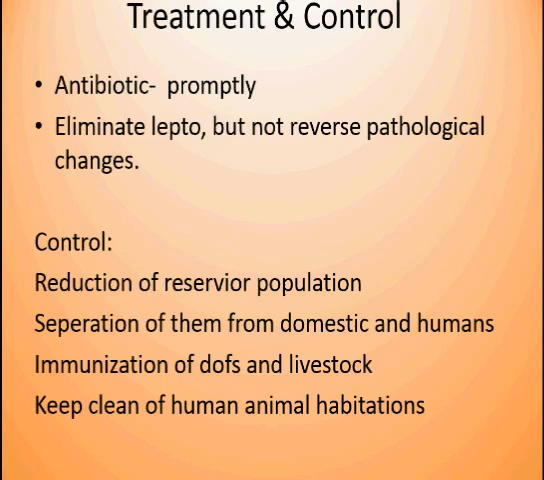 Treatment & Control
• Antibiotic- promptly
• Eliminate lepto, but not reverse pathological
changes.
Control:
Reduction of reservior population
Seperation of them from domestic and humans
Immunization of dofs and livestock
Keep clean of human animal habitations